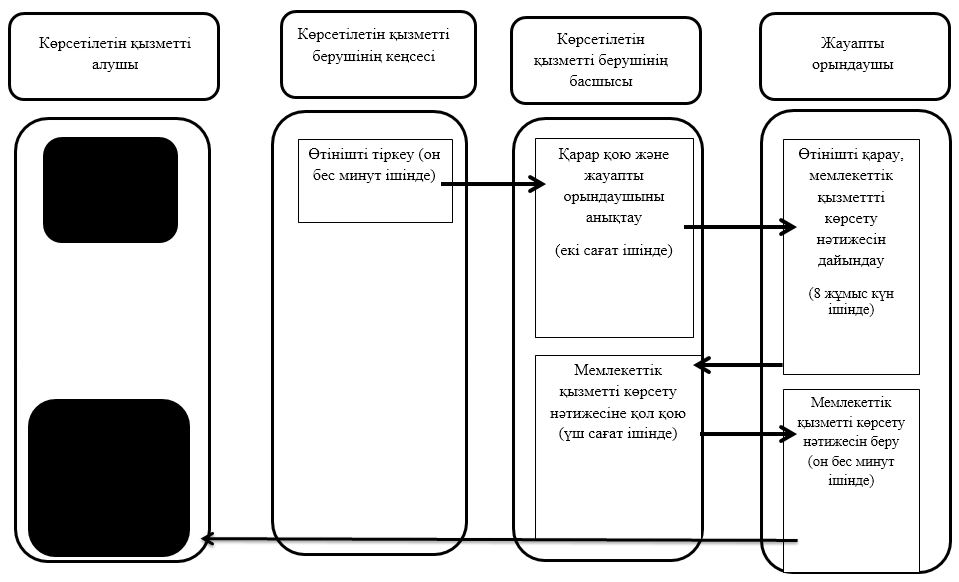 Көрсетілетін қызметті
алушы
Көрсетілетін қызметті
берушінің кеңсесі
Көрсетілетін
қызметті берушінің
басшысы
Жауапты
орындаушы
Өтінішті тіркеу (он
бес минут ішінде)
Қарар қою және
жауапты
орындаушыны
анықтау
(екі сағат ішінде)
Өтінішті қарау,
мемлекеттік
қызметтті
көрсету
нәтижесін
дайындау
(8 жұмыс күн
ішінде)
Мемлекеттік
қызметті көрсету
нәтижесіне қол қою
(үш сағат ішінде)
Мемлекеттік
қызметті көрсету
нәтижесін беру
(он бес минут
ішінде)